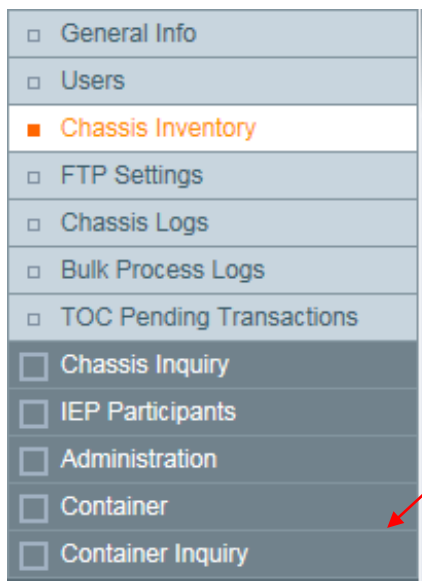 General Info
Users
Chassis Inventory
FTP Settings
Chassis Logs
Bulk Process Logs
TOC Pending Transactions
Chassis Inquiry
IEP Participants
Administration
Container
Container Inquiry